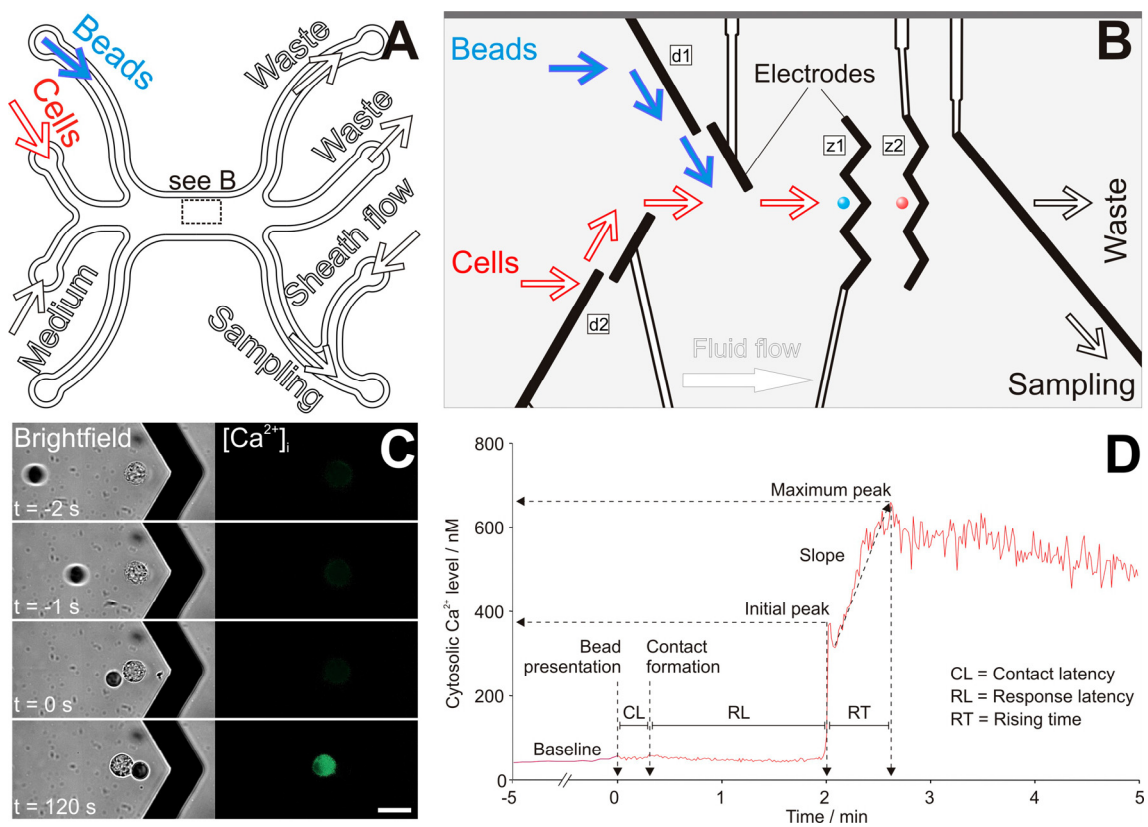 A
Beads
Cells
Medium
see B
Waste
Waste
Sheath flow
Sampling
B
Beads
d1
Electrodes
z1
z2
Cells
d2
Fluid flow
Waste
Sampling
C
Brightfield
[Ca²⁺]ᵢ
t = -2 s
t = -1 s
t = 0 s
t = 120 s
D
Cytosolic Ca²⁺ level / nM
800
600
400
200
0
Maximum peak
Slope
Initial peak
Bead
presentation
Contact
formation
CL = Contact latency
RL = Response latency
RT = Rising time
CL
RL
RT
Baseline
-5
0
1
2
3
4
5
Time / min